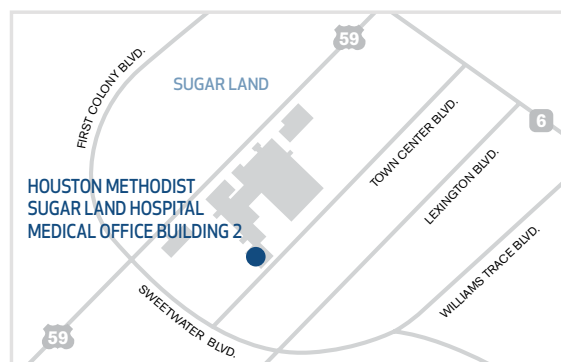 59
FIRST COLONY BLVD.
SUGAR LAND
6
TOWN CENTER BLVD.
LEXINGTON BLVD.
HOUSTON METHODIST
SUGAR LAND HOSPITAL
MEDICAL OFFICE BUILDING 2
WILLIAMS TRACE BLVD.
SWEETWATER BLVD.
59